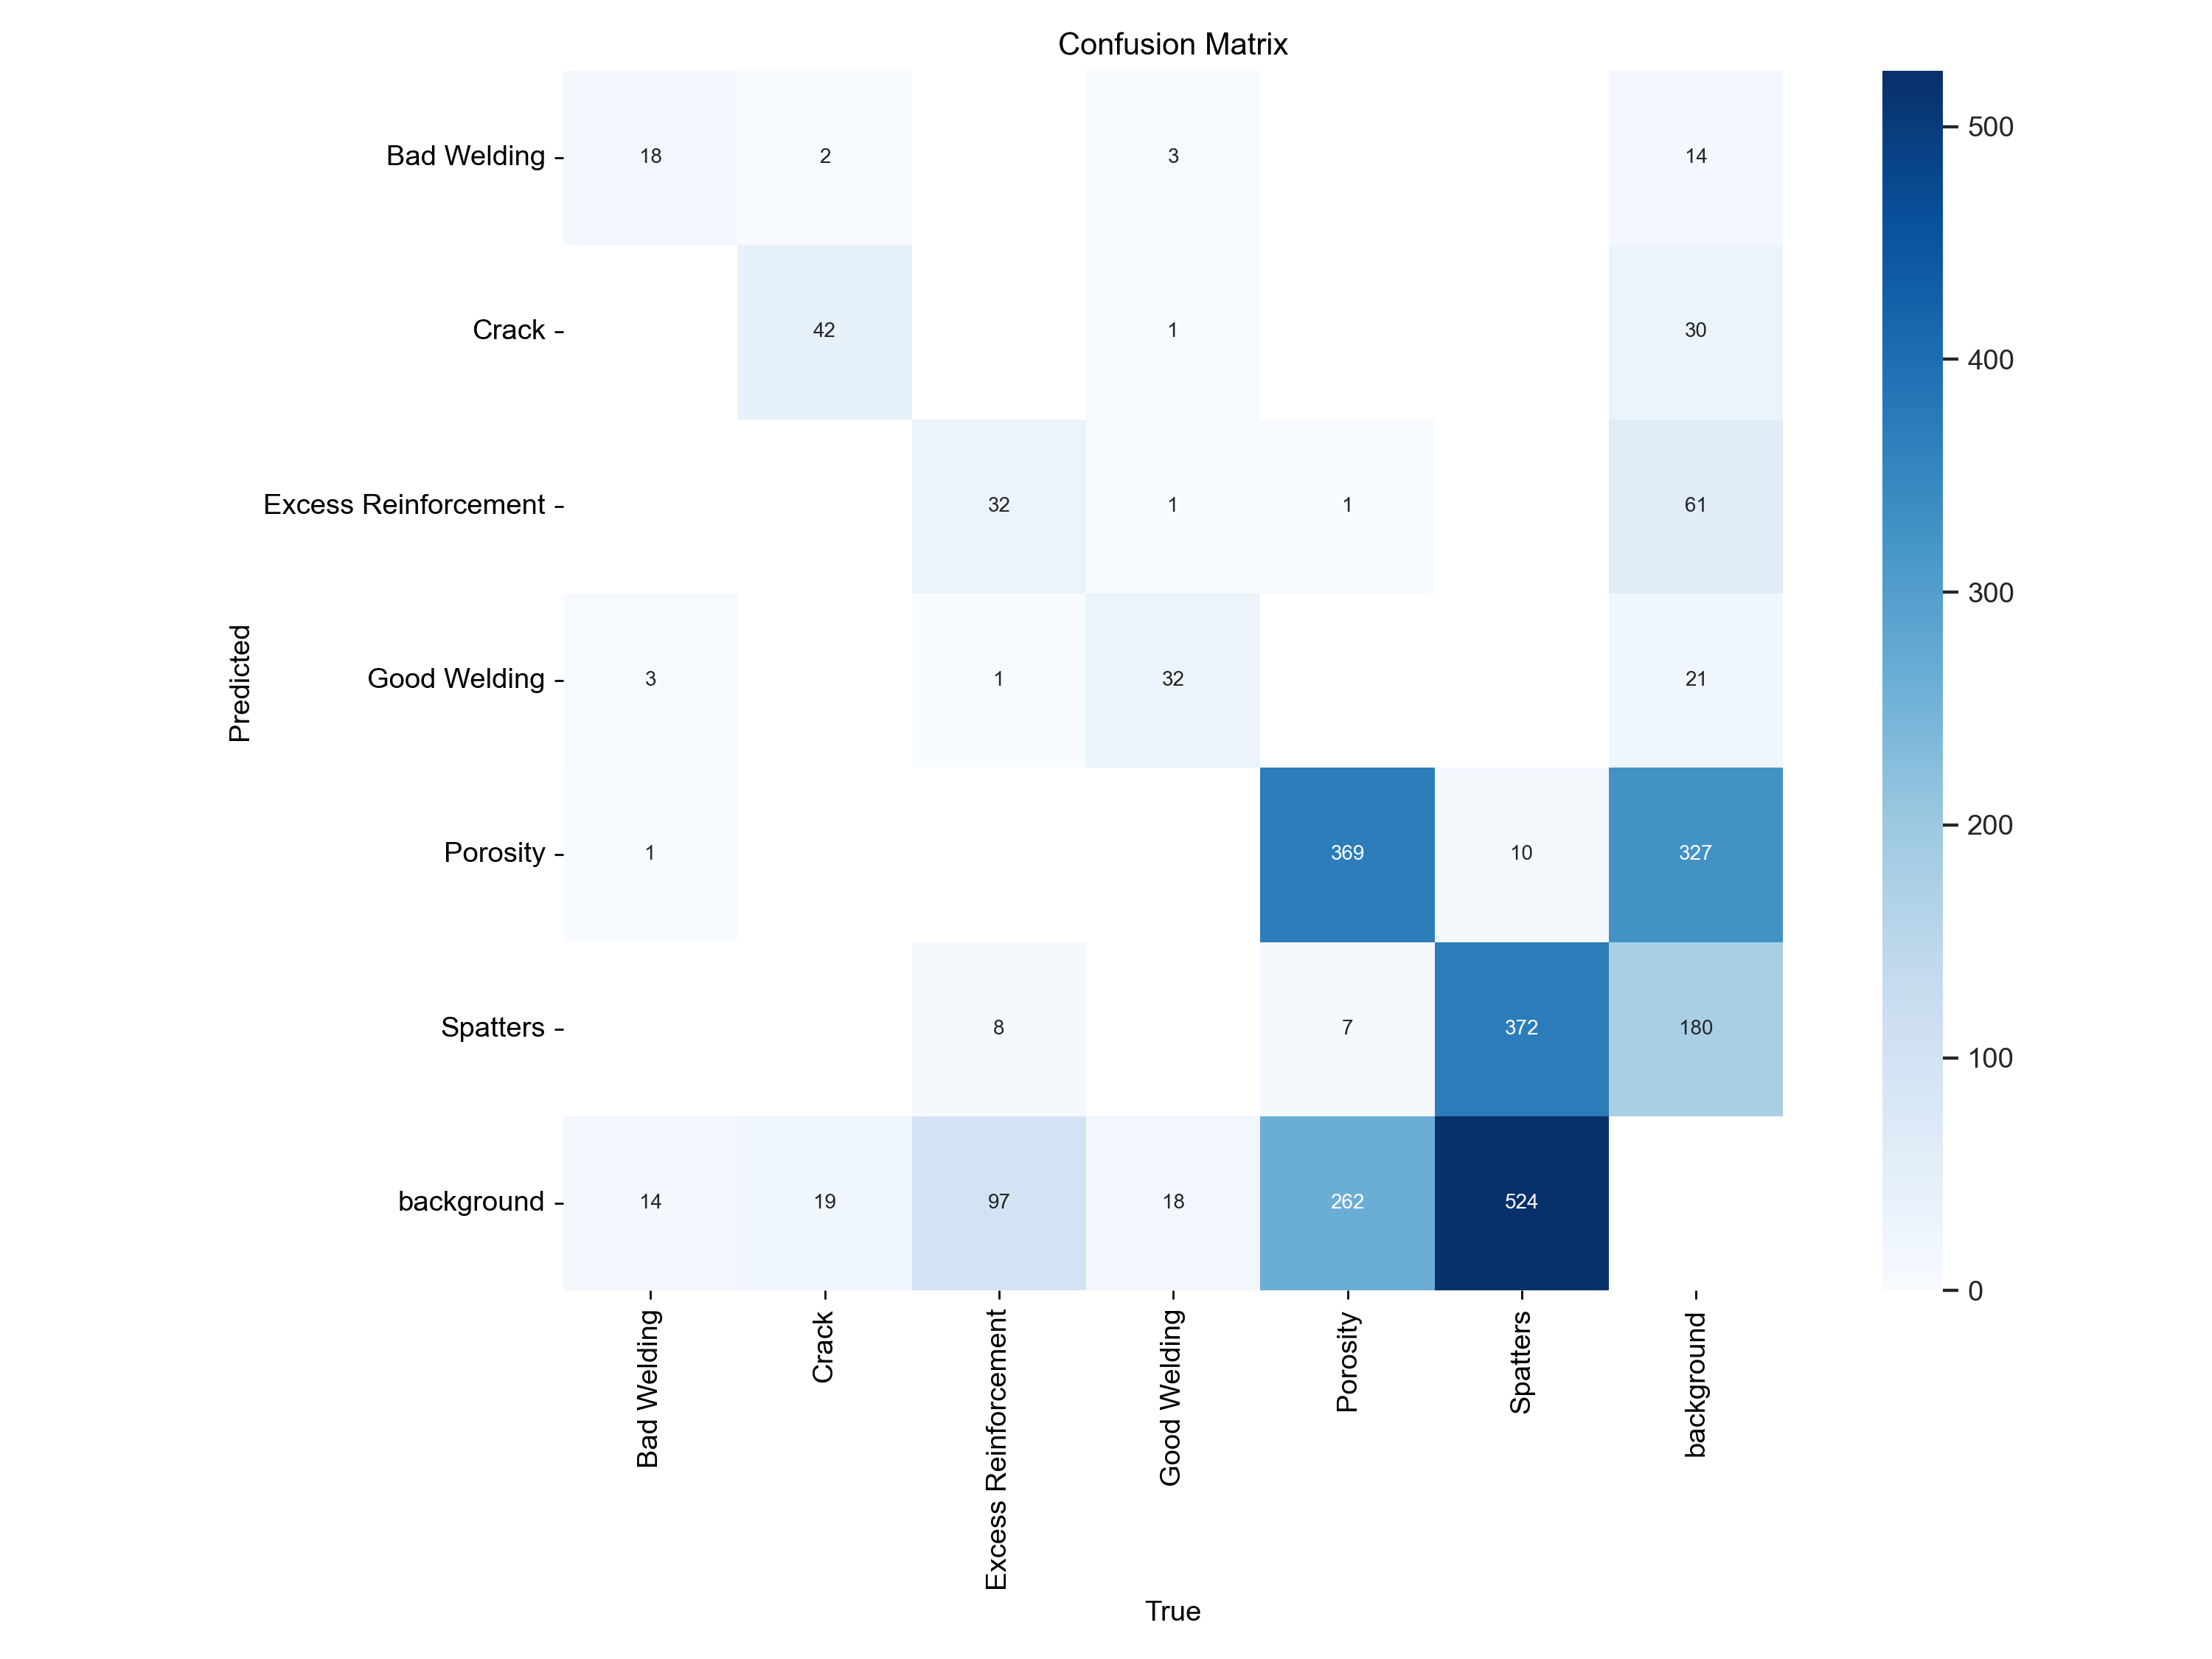 Confusion Matrix
Bad Welding 18 2 3 14
Crack 42 1 30
Excess Reinforcement 32 1 1 61
Good Welding 3 1 32 21
Porosity 1 369 10 327
Spatters 8 7 372 180
background 14 19 97 18 262 524
Predicted
Bad Welding
Crack
Excess Reinforcement
Good Welding
Porosity
Spatters
background
True
500
400
300
200
100
0